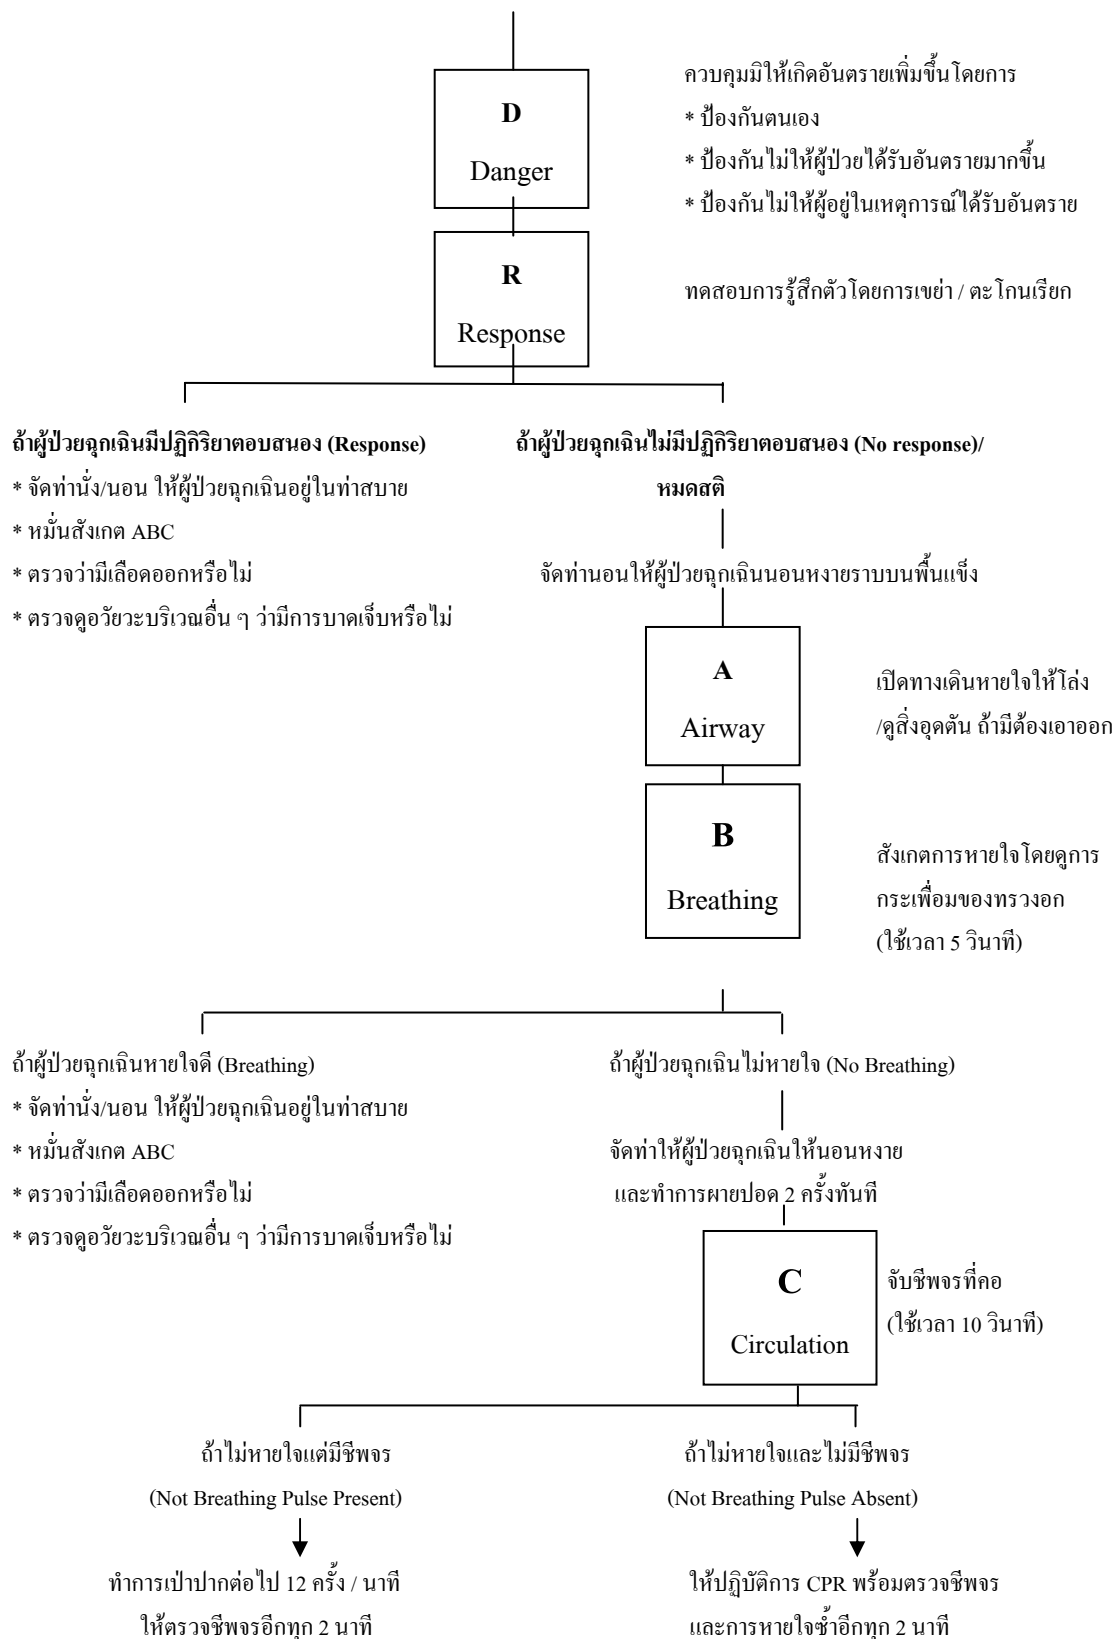 D
Danger
ควบคุมมิให้เกิดอันตรายเพิ่มขึ้นโดยการ
* ป้องกันตนเอง
* ป้องกันไม่ให้ผู้ป่วยได้รับอันตรายมากขึ้น
* ป้องกันไม่ให้ผู้อยู่ในเหตุการณ์ได้รับอันตราย
R
Response
ทดสอบการรู้สึกตัวโดยการเขย่า / ตะโกนเรียก
ถ้าผู้ป่วยฉุกเฉินมีปฏิกิริยาตอบสนอง (Response)
* จัดท่านั่ง/นอน ให้ผู้ป่วยฉุกเฉินอยู่ในท่าสบาย
* หมั่นสังเกต ABC
* ตรวจว่ามีเลือดออกหรือไม่
* ตรวจดูอวัยวะบริเวณอื่น ๆ ว่ามีการบาดเจ็บหรือไม่
ถ้าผู้ป่วยฉุกเฉินไม่มีปฏิกิริยาตอบสนอง (No response)/
หมดสติ
จัดท่านอนให้ผู้ป่วยฉุกเฉินนอนหงายราบบนพื้นแข็ง
A
Airway
เปิดทางเดินหายใจให้โล่ง
/ดูสิ่งอุดตัน ถ้ามีต้องเอาออก
B
Breathing
สังเกตการหายใจโดยดูการ
กระเพื่อมของทรวงอก
(ใช้เวลา 5 วินาที)
ถ้าผู้ป่วยฉุกเฉินหายใจดี (Breathing)
* จัดท่านั่ง/นอน ให้ผู้ป่วยฉุกเฉินอยู่ในท่าสบาย
* หมั่นสังเกต ABC
* ตรวจว่ามีเลือดออกหรือไม่
* ตรวจดูอวัยวะบริเวณอื่น ๆ ว่ามีการบาดเจ็บหรือไม่
ถ้าผู้ป่วยฉุกเฉินไม่หายใจ (No Breathing)
จัดท่าให้ผู้ป่วยฉุกเฉินให้นอนหงาย
และทำการผายปอด 2 ครั้งทันที
C
Circulation
จับชีพจรที่คอ
(ใช้เวลา 10 วินาที)
ถ้าไม่หายใจแต่มีชีพจร
(Not Breathing Pulse Present)
ทำการเป่าปากต่อไป 12 ครั้ง / นาที
ให้ตรวจชีพจรอีกทุก 2 นาที
ถ้าไม่หายใจและไม่มีชีพจร
(Not Breathing Pulse Absent)
ให้ปฏิบัติการ CPR พร้อมตรวจชีพจร
และการหายใจซ้ำอีกทุก 2 นาที